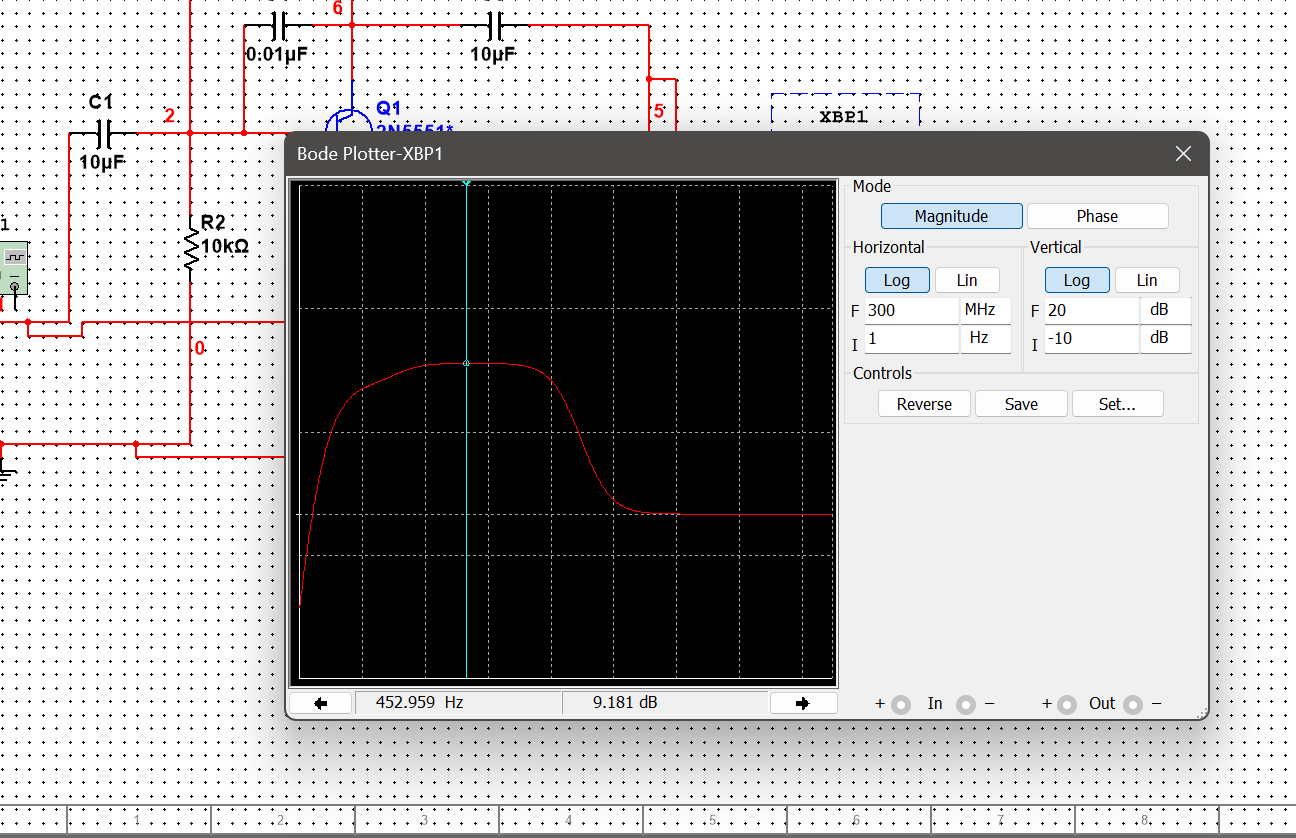 6
0.01µF
10µF
C1
2
10µF
Q1
2N5551*
5
XBP1
1
R2
10kΩ
0
Bode Plotter-XBP1
Mode
Magnitude Phase
Horizontal Vertical
Log Lin Log Lin
F 300 MHz F 20 dB
I 1 Hz I -10 dB
Controls
Reverse Save Set...
452.959 Hz 9.181 dB
+ In − + Out −
1 2 3 4 5 6 7 8